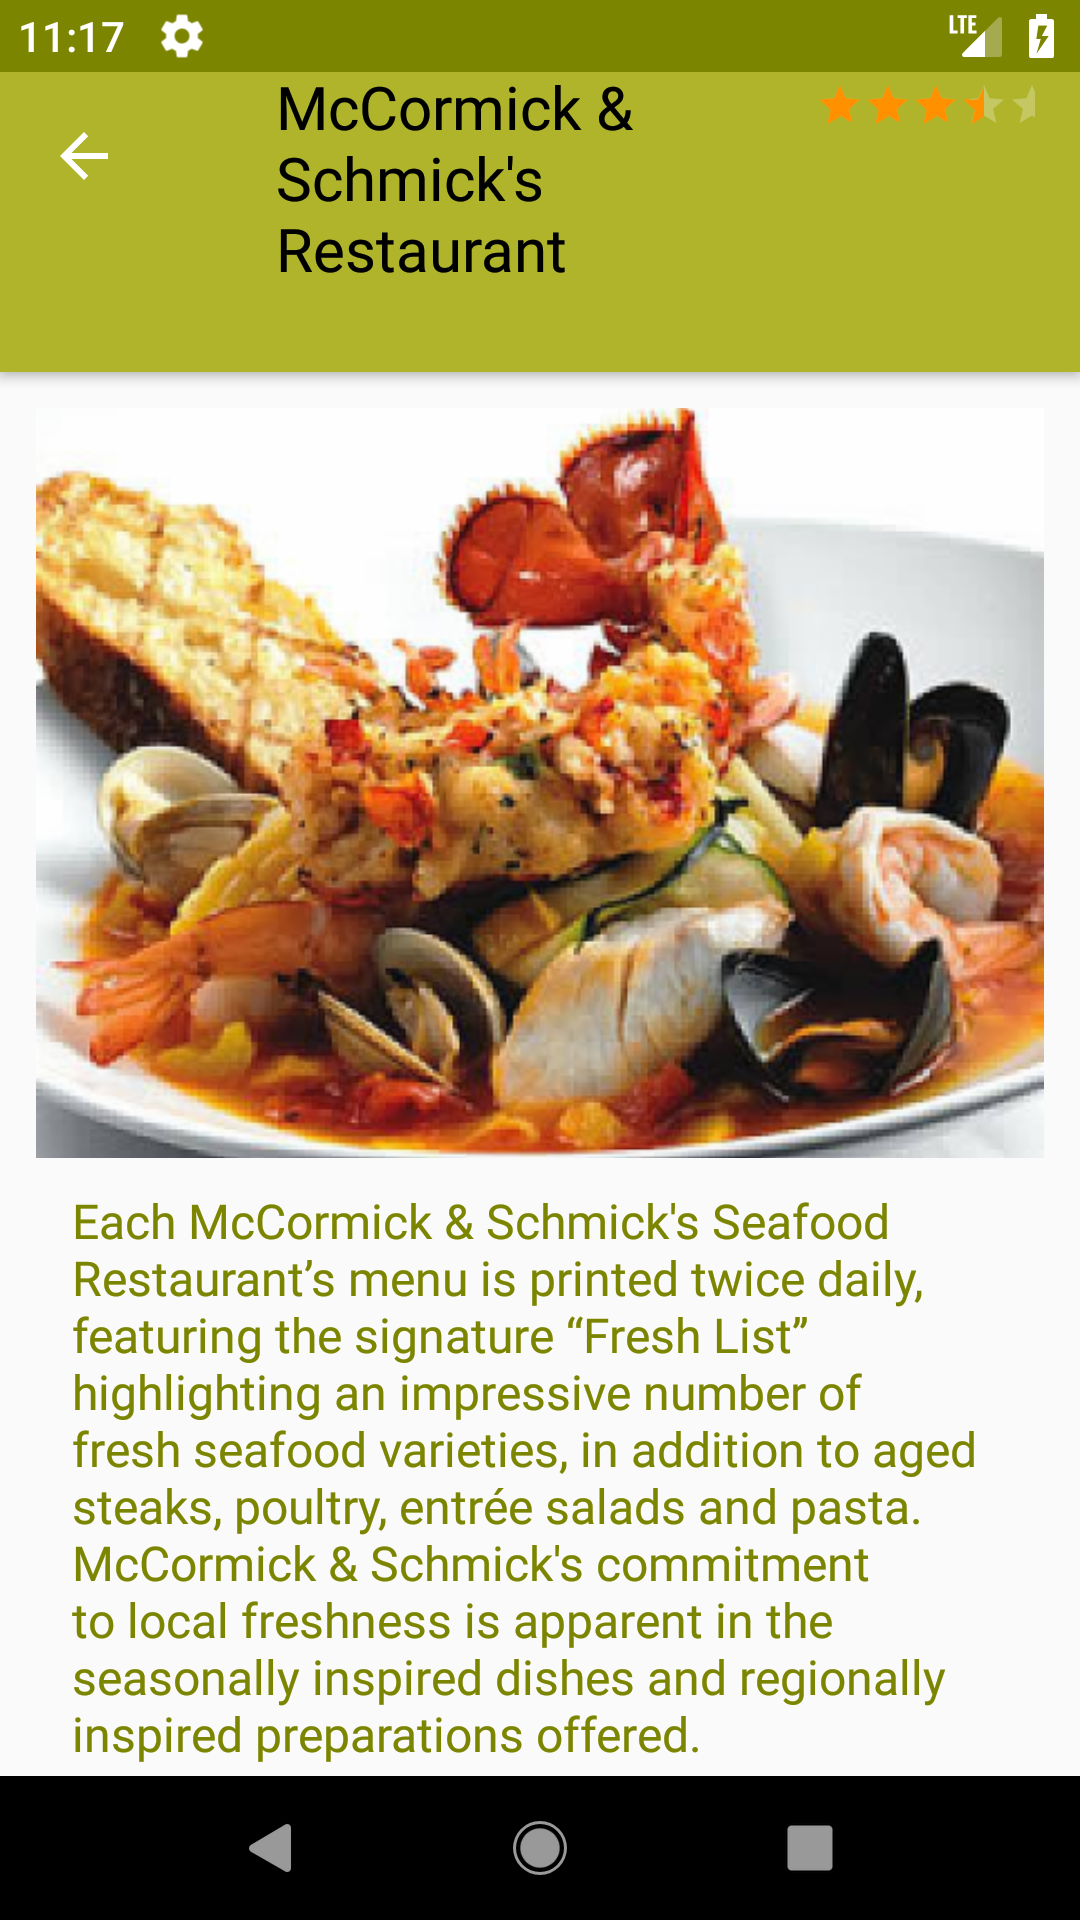 11:17
LTE
McCormick &
Schmick's
Restaurant
Each McCormick & Schmick's Seafood
Restaurant’s menu is printed twice daily,
featuring the signature “Fresh List”
highlighting an impressive number of
fresh seafood varieties, in addition to aged
steaks, poultry, entrée salads and pasta.
McCormick & Schmick's commitment
to local freshness is apparent in the
seasonally inspired dishes and regionally
inspired preparations offered.